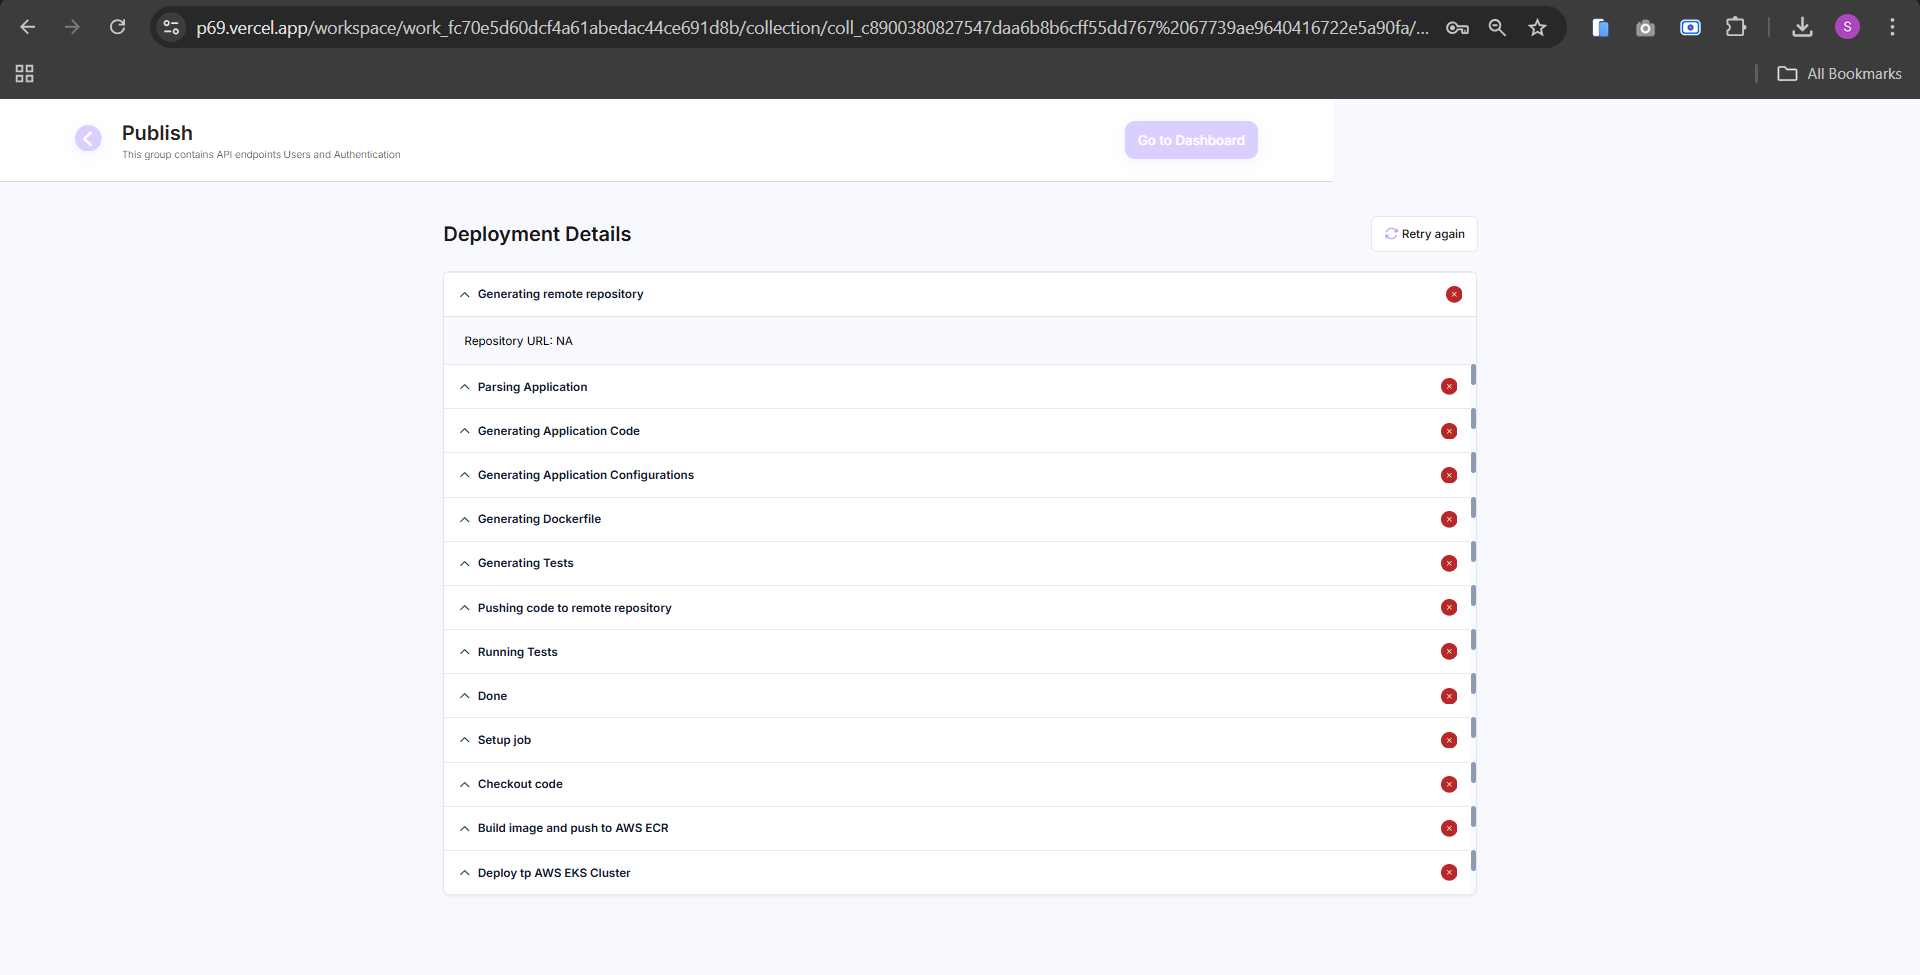 p69.vercel.app/workspace/work_fc70e5d60dcf4a61abedac44ce691d8b/collection/coll_c8900380827547daa6b8b6cff55dd767%2067739ae9640416722e5a90fa/...
S
All Bookmarks
Publish
This group contains API endpoints Users and Authentication
Go to Dashboard
Deployment Details
Retry again
Generating remote repository
Repository URL: NA
Parsing Application
Generating Application Code
Generating Application Configurations
Generating Dockerfile
Generating Tests
Pushing code to remote repository
Running Tests
Done
Setup job
Checkout code
Build image and push to AWS ECR
Deploy tp AWS EKS Cluster